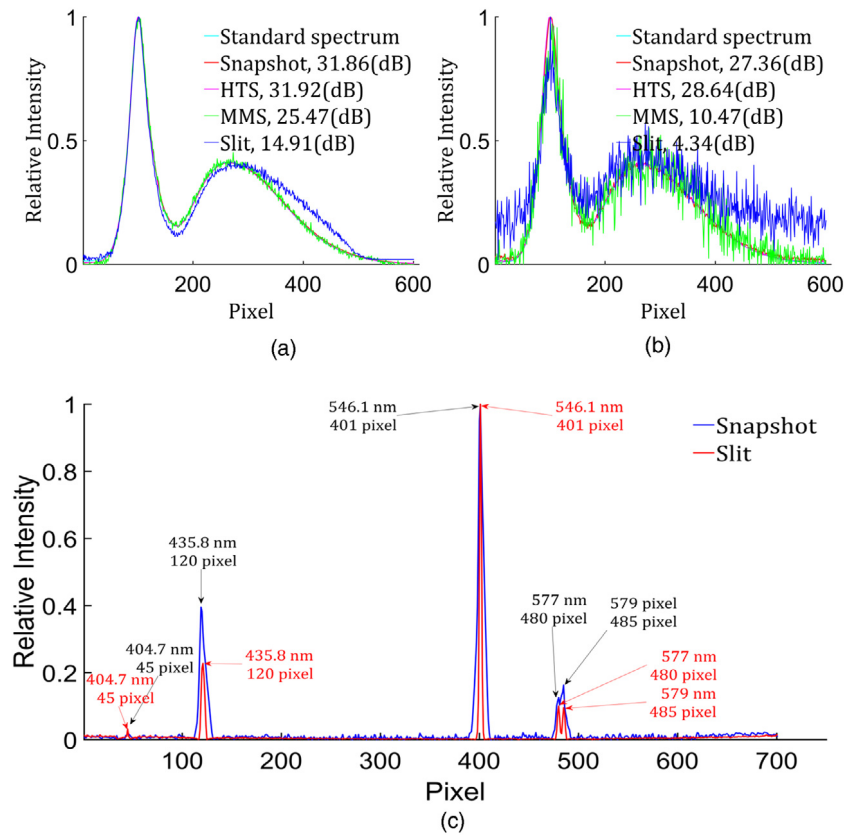 1
Standard spectrum
Snapshot, 31.86(dB)
HTS, 31.92(dB)
MMS, 25.47(dB)
Slit, 14.91(dB)
0.5
0
Relative Intensity
200
400
600
Pixel
(a)
1
Standard spectrum
Snapshot, 27.36(dB)
HTS, 28.64(dB)
MMS, 10.47(dB)
Slit, 4.34(dB)
0.5
0
Relative Intensity
200
400
600
Pixel
(b)
1
0.8
0.6
0.4
0.2
0
Relative Intensity
546.1 nm
401 pixel
546.1 nm
401 pixel
Snapshot
Slit
435.8 nm
120 pixel
404.7 nm
45 pixel
404.7 nm
45 pixel
435.8 nm
120 pixel
577 nm
480 pixel
579 pixel
485 pixel
577 nm
480 pixel
579 nm
485 pixel
100
200
300
400
500
600
700
Pixel
(c)